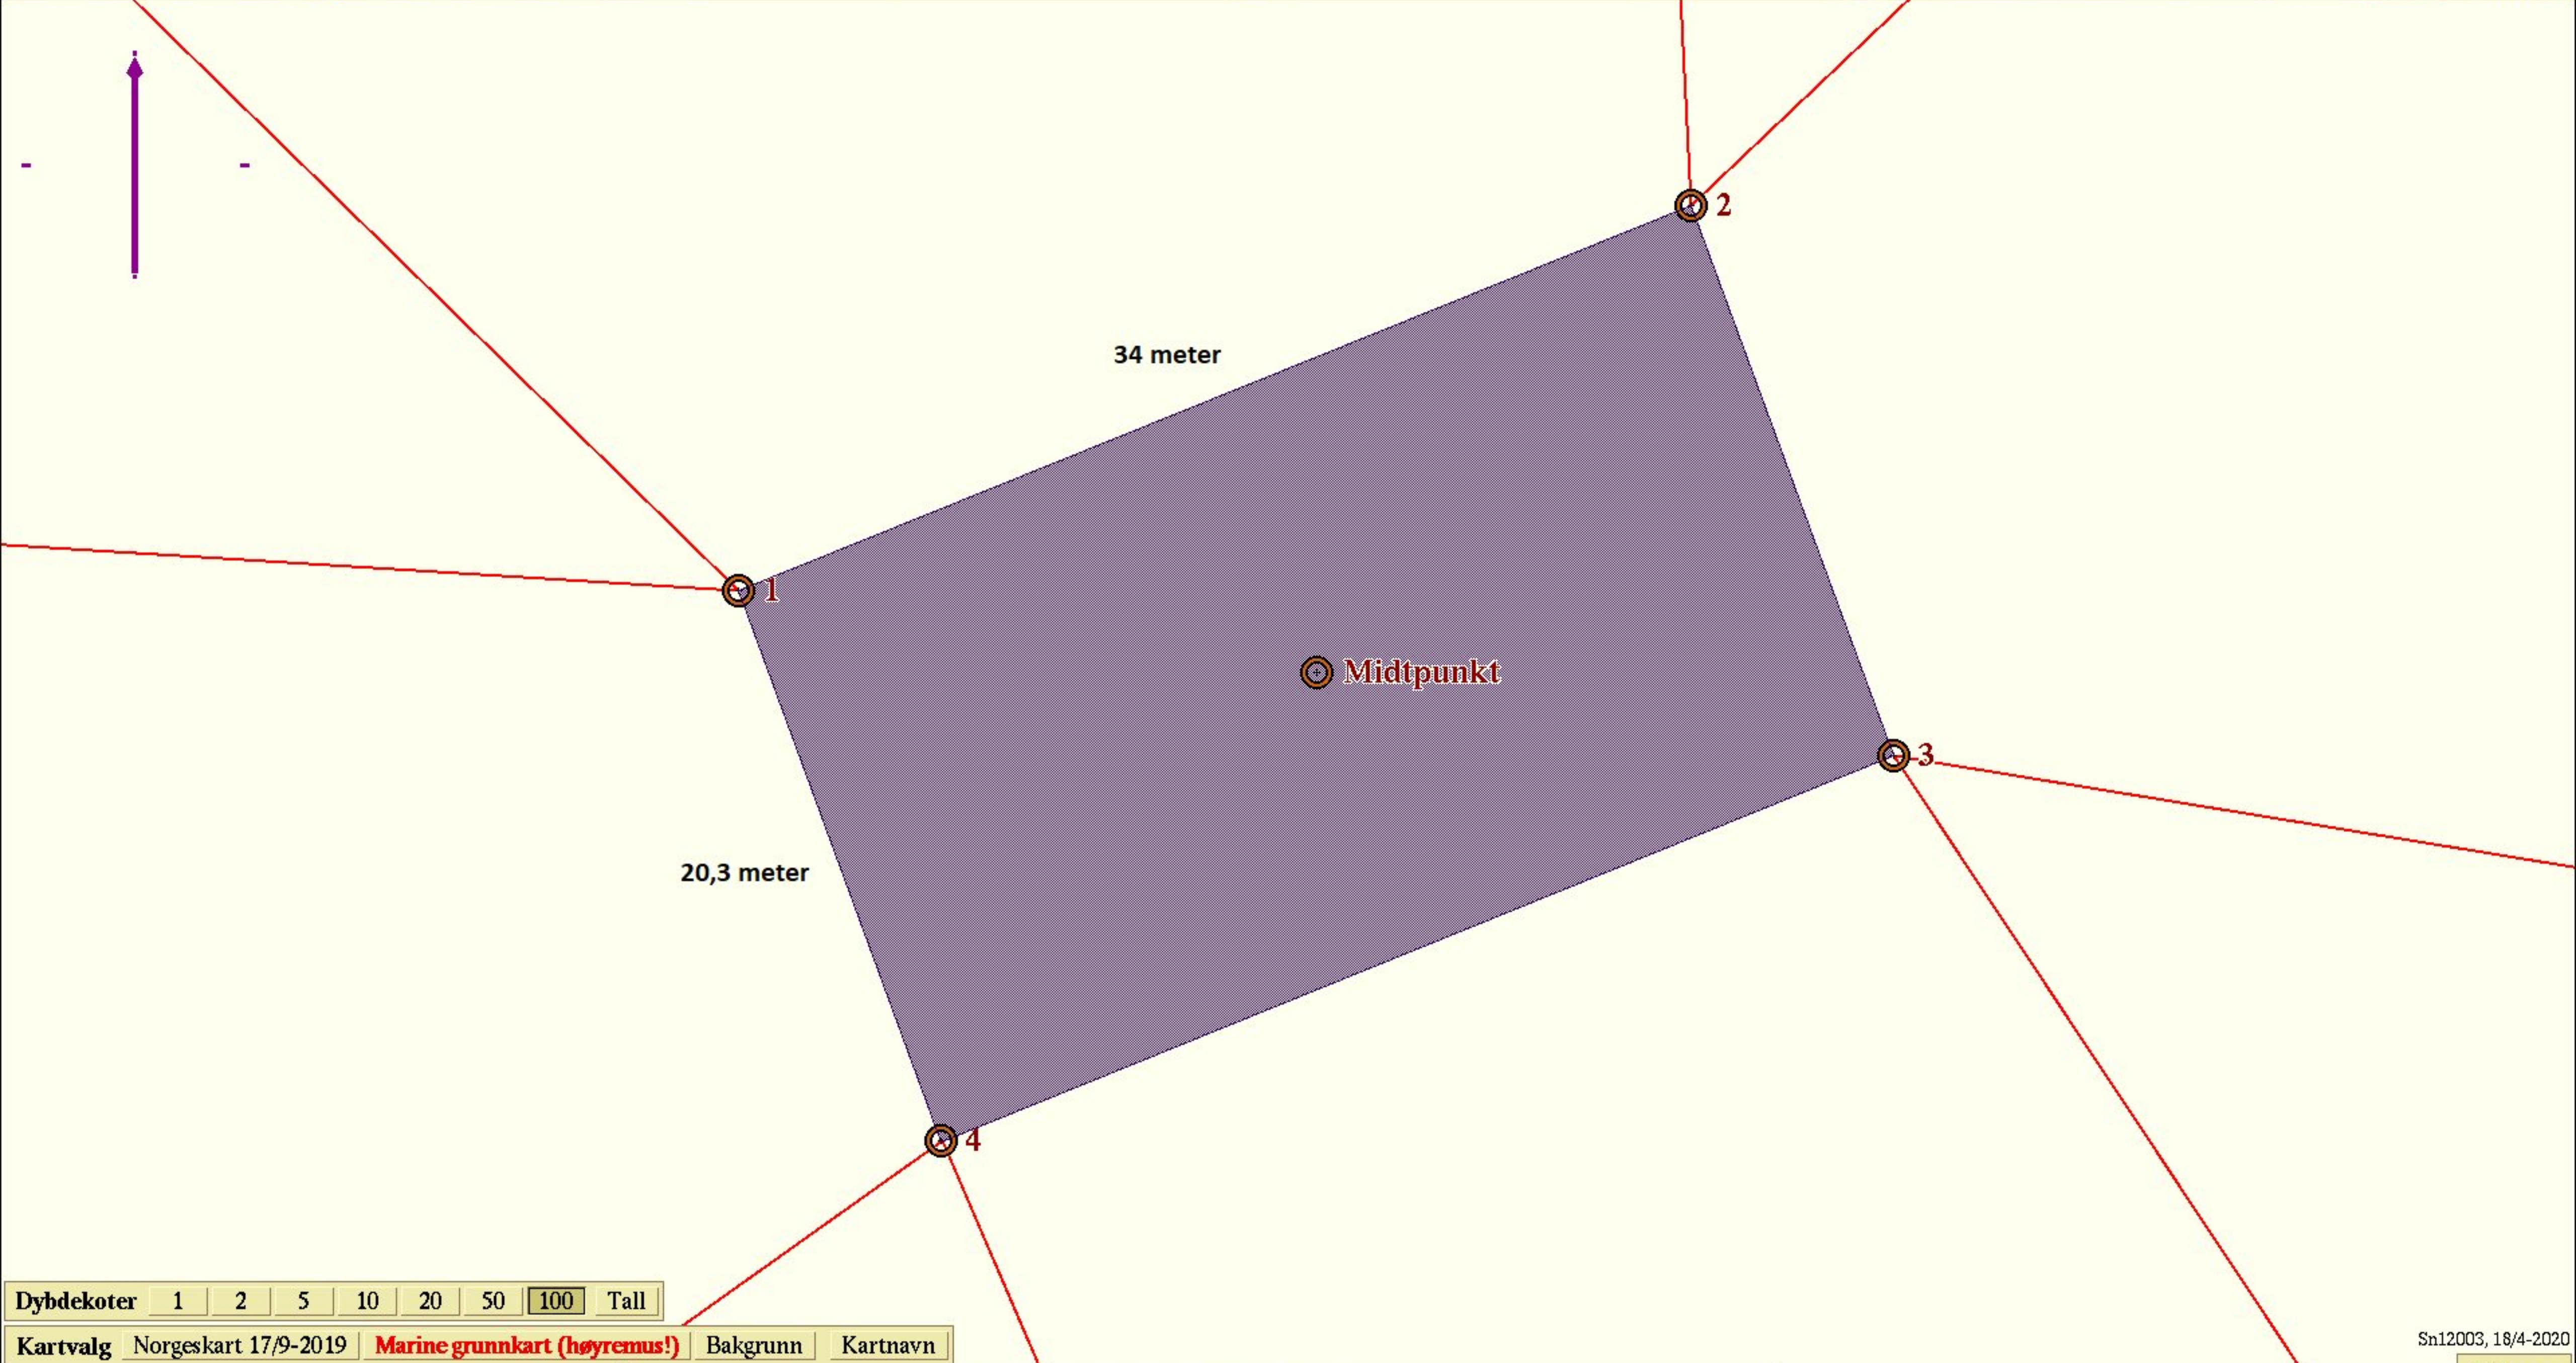 2
34 meter
1
Midtpunkt
3
20,3 meter
4
Dybdekoter 1 2 5 10 20 50 100 Tall
Kartvalg Norgeskart 17/9-2019 Marine grunnkart (høyremus!) Bakgrunn Kartnavn
Sn12003, 18/4-2020